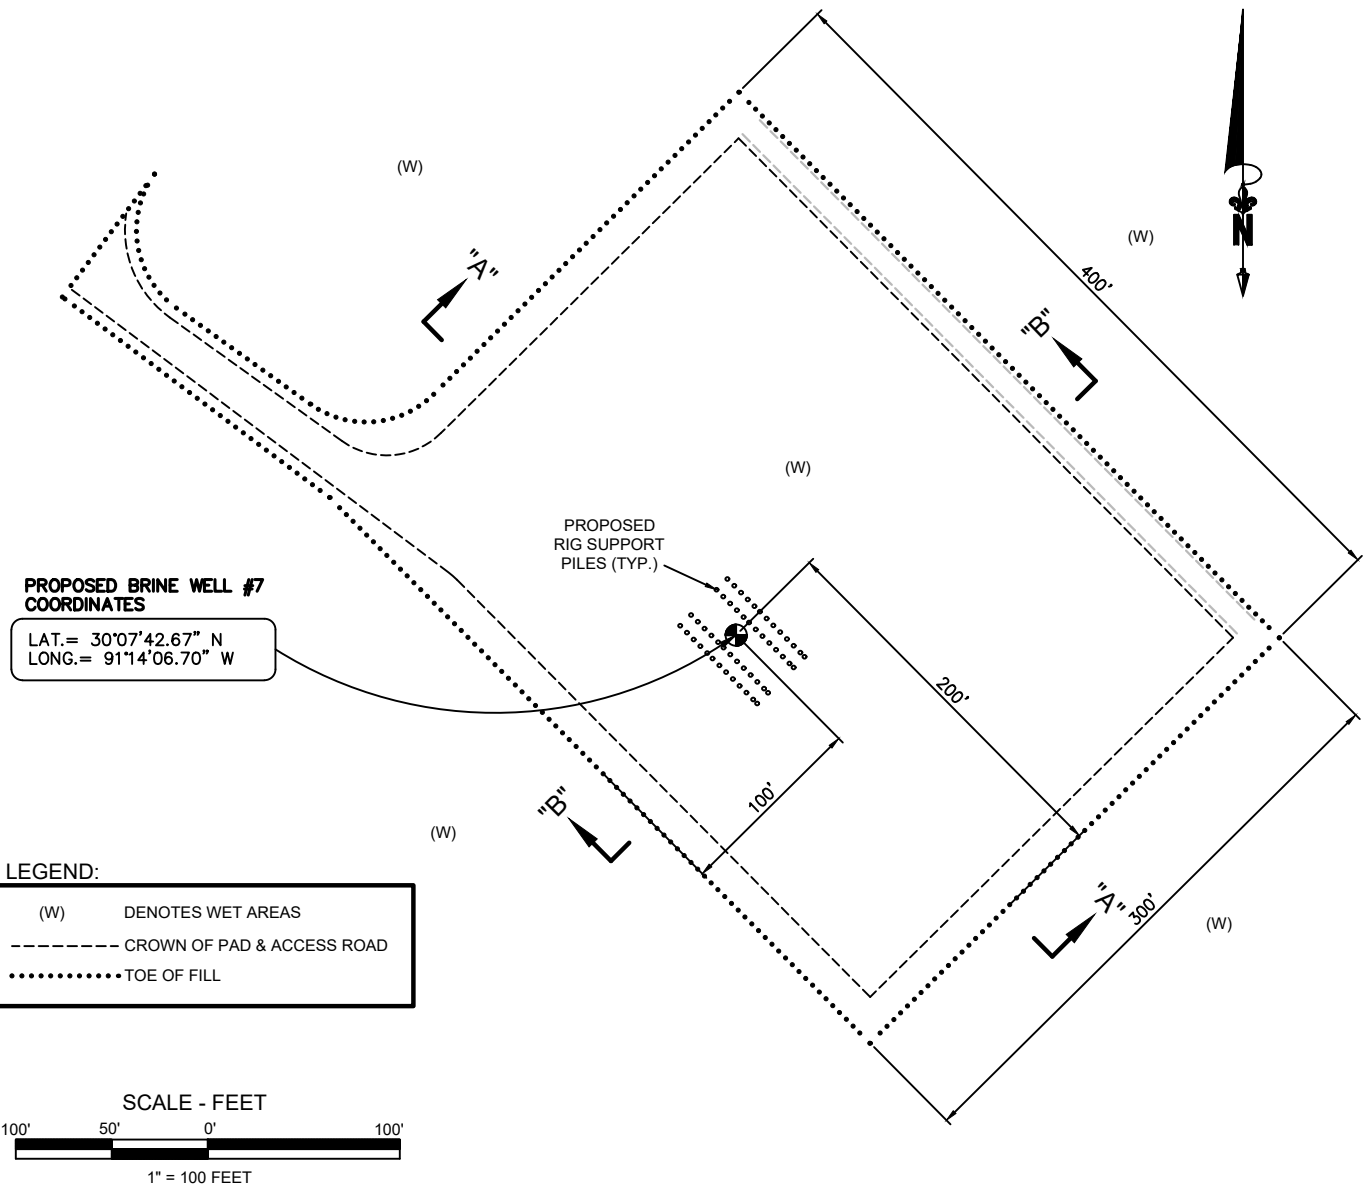 (W)
"A"
(W)
N
400'
"B"
(W)
PROPOSED
RIG SUPPORT
PILES (TYP.)
PROPOSED BRINE WELL #7
COORDINATES
LAT.= 30°07'42.67" N
LONG.= 91°14'06.70" W
200'
100'
"B"
(W)
"A"
300'
(W)
LEGEND:
(W) DENOTES WET AREAS
CROWN OF PAD & ACCESS ROAD
TOE OF FILL
SCALE - FEET
100' 50' 0' 100'
1" = 100 FEET